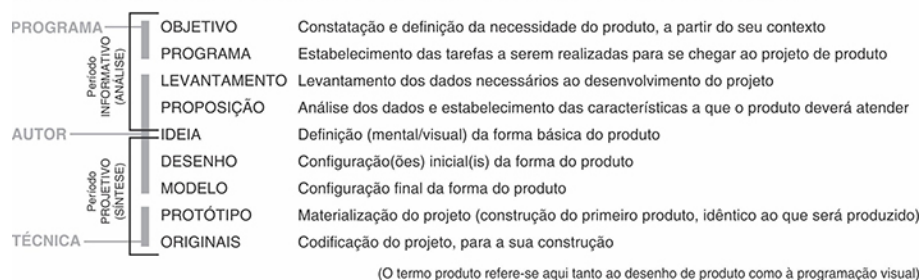 PROGRAMA OBJETIVO Constatação e definição da necessidade do produto, a partir do seu contexto
PROGRAMA Estabelecimento das tarefas a serem realizadas para se chegar ao projeto de produto
Período
INFORMATIVO
(ANÁLISE)
LEVANTAMENTO Levantamento dos dados necessários ao desenvolvimento do projeto
PROPOSIÇÃO Análise dos dados e estabelecimento das características a que o produto deverá atender
AUTOR IDEIA Definição (mental/visual) da forma básica do produto
DESENHO Configuração(ões) inicial(is) da forma do produto
Período
PROJETIVO
(SÍNTESE)
MODELO Configuração final da forma do produto
PROTÓTIPO Materialização do projeto (construção do primeiro produto, idêntico ao que será produzido)
TÉCNICA ORIGINAIS Codificação do projeto, para a sua construção
(O termo produto refere-se aqui tanto ao desenho de produto como à programação visual)